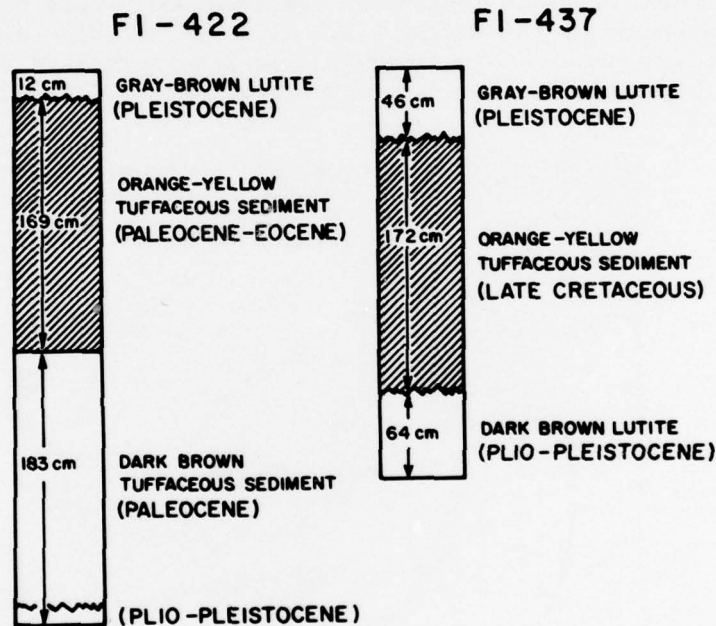 FI-422
12 cm
GRAY-BROWN LUTITE
(PLEISTOCENE)
169 cm
ORANGE-YELLOW
TUFFACEOUS SEDIMENT
(PALEOCENE-EOCENE)
183 cm
DARK BROWN
TUFFACEOUS SEDIMENT
(PALEOCENE)
(PLIO-PLEISTOCENE)
FI-437
46 cm
GRAY-BROWN LUTITE
(PLEISTOCENE)
172 cm
ORANGE-YELLOW
TUFFACEOUS SEDIMENT
(LATE CRETACEOUS)
64 cm
DARK BROWN LUTITE
(PLIO-PLEISTOCENE)